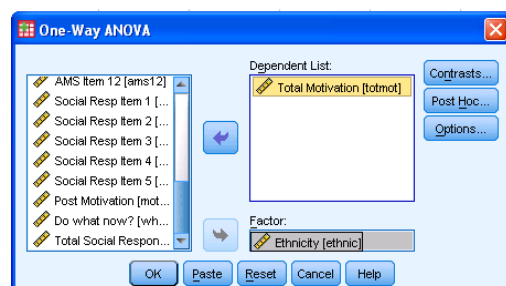 One-Way ANOVA
AMS Item 12 [ams12]
Social Resp Item 1 [...
Social Resp Item 2 [...
Social Resp Item 3 [...
Social Resp Item 4 [...
Social Resp Item 5 [...
Post Motivation [mot...
Do what now? [wh...
Total Social Respon...
Dependent List:
Total Motivation [totmot]
Factor:
Ethnicity [ethnic]
Contrasts...
Post Hoc...
Options...
OK Paste Reset Cancel Help